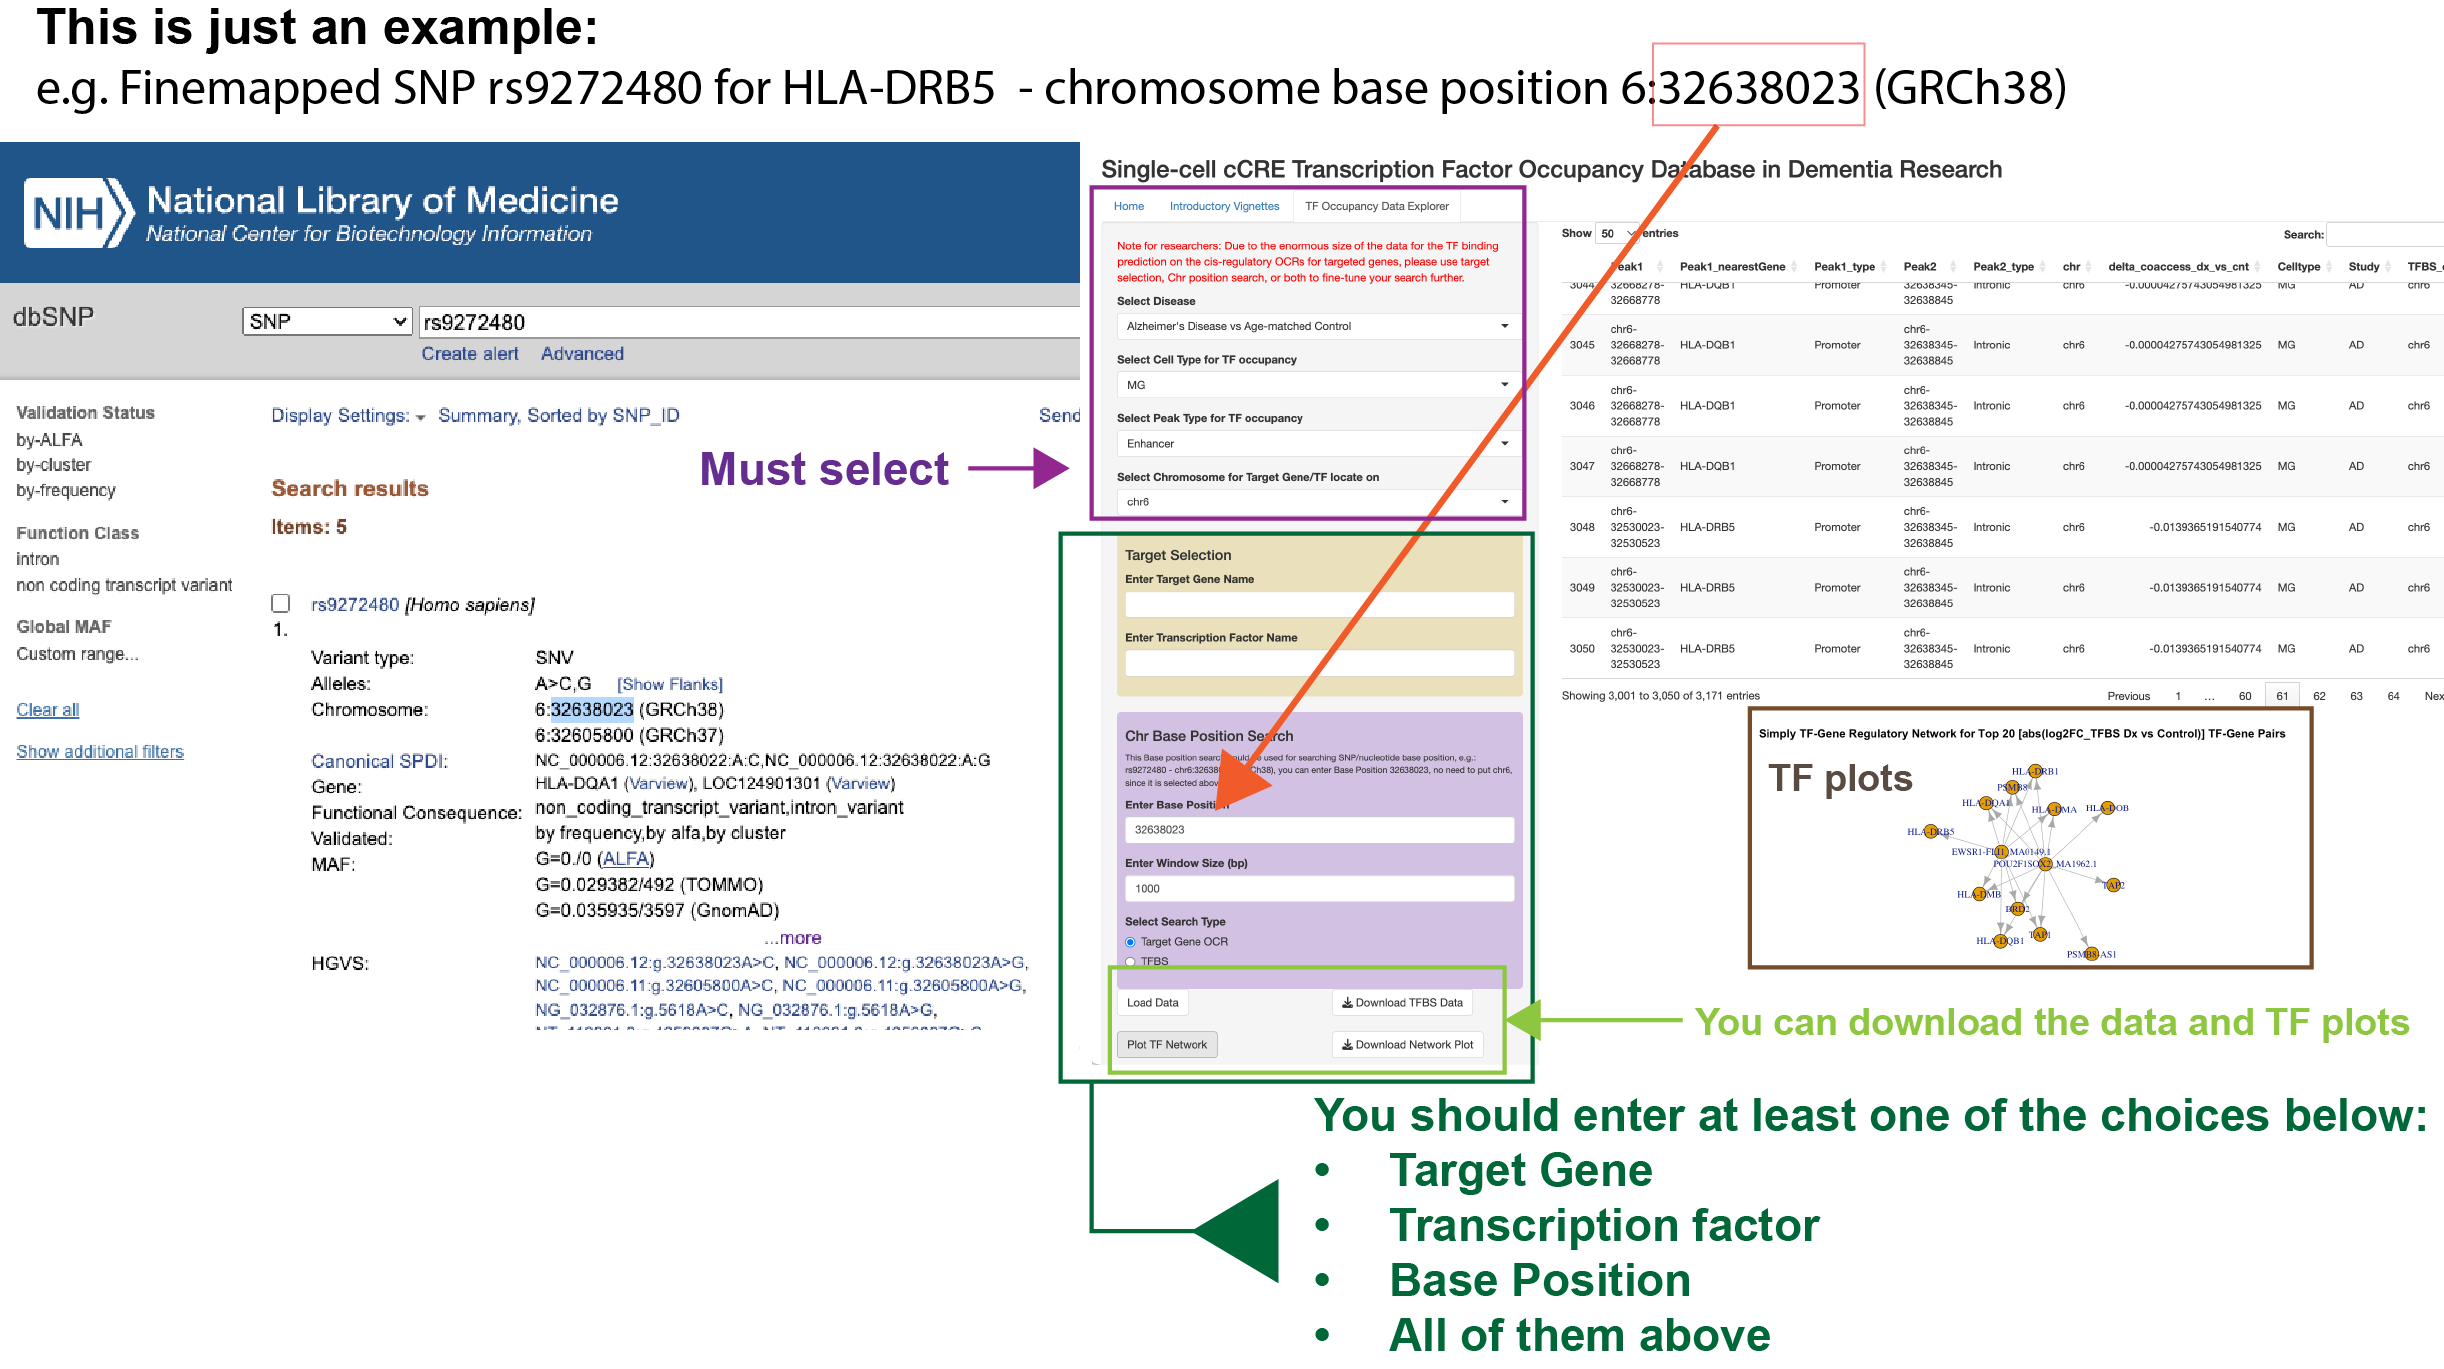 This is just an example:
e.g. Finemapped SNP rs9272480 for HLA-DRB5 - chromosome base position 6:32638023 (GRCh38)
NIH National Library of Medicine
National Center for Biotechnology Information
dbSNP
SNP
rs9272480
Create alert Advanced
Validation Status
by-ALFA
by-cluster
by-frequency
Function Class
intron
non coding transcript variant
Global MAF
Custom range...
Clear all
Show additional filters
Display Settings: Summary, Sorted by SNP_ID
Send
Search results
Items: 5
rs9272480 [Homo sapiens]
1.
Variant type: SNV
Alleles: A>C,G [Show Flanks]
Chromosome: 6:32638023 (GRCh38)
6:32605800 (GRCh37)
Canonical SPDI: NC_000006.12:32638022:A:C,NC_000006.12:32638022:A:G
Gene: HLA-DQA1 (Varview), LOC124901301 (Varview)
Functional Consequence: non_coding_transcript_variant,intron_variant
Validated: by frequency,by alfa,by cluster
MAF: G=0./0 (ALFA)
G=0.029382/492 (TOMMO)
G=0.035935/3597 (GnomAD)
...more
HGVS: NC_000006.12:g.32638023A>C, NC_000006.12:g.32638023A>G,
NC_000006.11:g.32605800A>C, NC_000006.11:g.32605800A>G,
NG_032876.1:g.5618A>C, NG_032876.1:g.5618A>G,
Must select
Single-cell cCRE Transcription Factor Occupancy Database in Dementia Research
Home Introductory Vignettes TF Occupancy Data Explorer
Note for researchers: Due to the enormous size of the data for the TF binding
prediction on the cis-regulatory OCRs for targeted genes, please use target
selection, Chr position search, or both to fine-tune your search further.
Select Disease
Alzheimer's Disease vs Age-matched Control
Select Cell Type for TF occupancy
MG
Select Peak Type for TF occupancy
Enhancer
Select Chromosome for Target Gene/TF locate on
chr6
Target Selection
Enter Target Gene Name
Enter Transcription Factor Name
Chr Base Position Search
This Base position search should be used for searching SNP/nucleotide base position, e.g.:
rs9272480 - chr6:32638023 (GRCh38), you can enter Base Position 32638023, no need to put chr6,
since it is selected above
Enter Base Position
32638023
Enter Window Size (bp)
1000
Select Search Type
Target Gene OCR
TFBS
Load Data Download TFBS Data
Plot TF Network Download Network Plot
Show 50 entries
Search:
Peak1 Peak1_nearestGene Peak1_type Peak2 Peak2_type chr delta_coaccess_dx_vs_cnt Celltype Study
3044 32668278-32668778 HLA-DQB1 Promoter 32638345-32638845 Intronic chr6 -0.00004275743054981325 MG AD chr6
3045 chr6-32668278-32668778 HLA-DQB1 Promoter chr6-32638345-32638845 Intronic chr6 -0.00004275743054981325 MG AD chr6
3046 chr6-32668278-32668778 HLA-DQB1 Promoter chr6-32638345-32638845 Intronic chr6 -0.00004275743054981325 MG AD chr6
3047 chr6-32668278-32668778 HLA-DQB1 Promoter chr6-32638345-32638845 Intronic chr6 -0.00004275743054981325 MG AD chr6
3048 chr6-32530023-32530523 HLA-DRB5 Promoter chr6-32638345-32638845 Intronic chr6 -0.0139365191540774 MG AD chr6
3049 chr6-32530023-32530523 HLA-DRB5 Promoter chr6-32638345-32638845 Intronic chr6 -0.0139365191540774 MG AD chr6
3050 chr6-32530023-32530523 HLA-DRB5 Promoter chr6-32638345-32638845 Intronic chr6 -0.0139365191540774 MG AD chr6
Showing 3,001 to 3,050 of 3,171 entries
Previous 1 ... 60 61 62 63 64 Nex
Simply TF-Gene Regulatory Network for Top 20 [abs(log2FC_TFBS Dx vs Control)] TF-Gene Pairs
TF plots
HLA-DRB1
PSMB8
HLA-DQA1
HLA-DMA
HLA-DOB
HLA-DRB5
EWSR1-FLI1_MA0149.1
POU2F1SOX2_MA1962.1
TAP2
HLA-DMB
BRD2
TAP1
HLA-DQB1
PSMB8-AS1
You can download the data and TF plots
You should enter at least one of the choices below:
• Target Gene
• Transcription factor
• Base Position
• All of them above